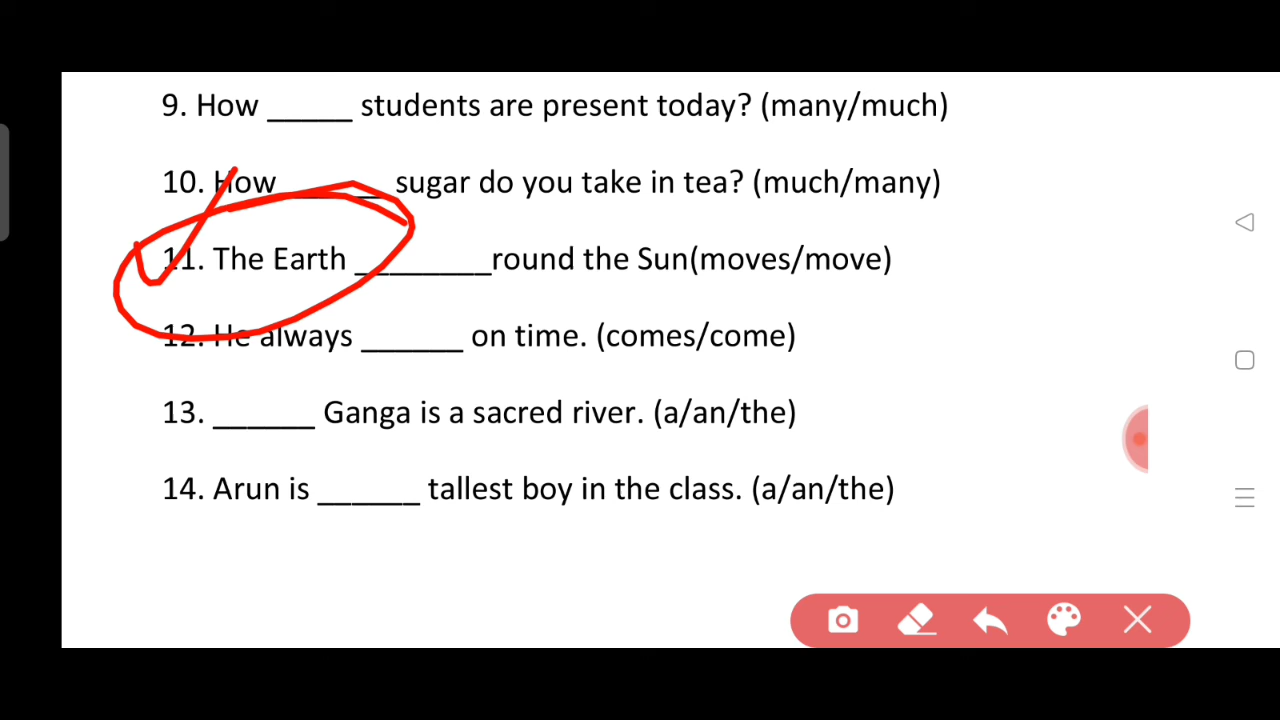 9. How _____ students are present today? (many/much)
10. How ______ sugar do you take in tea? (much/many)
11. The Earth ________round the Sun(moves/move)
12. He always ______ on time. (comes/come)
13. ______ Ganga is a sacred river. (a/an/the)
14. Arun is ______ tallest boy in the class. (a/an/the)